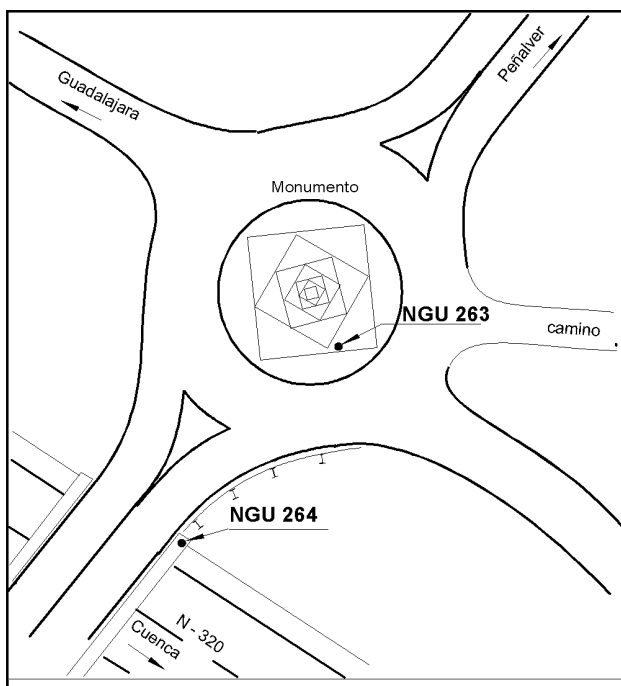 Guadalajara
Peñalver
Monumento
NGU 263
camino
NGU 264
N - 320
Cuenca